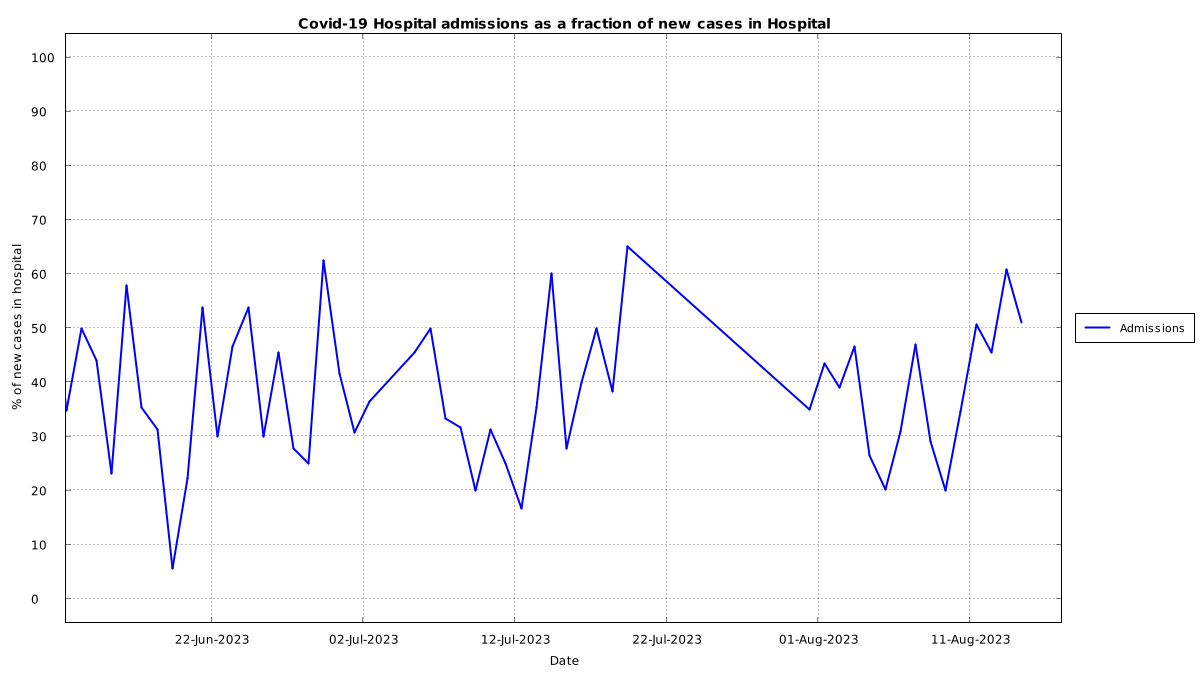 Covid-19 Hospital admissions as a fraction of new cases in Hospital
100
90
80
70
60
50
40
30
20
10
0
% of new cases in hospital
22-Jun-2023 02-Jul-2023 12-Jul-2023 22-Jul-2023 01-Aug-2023 11-Aug-2023
Date
Admissions